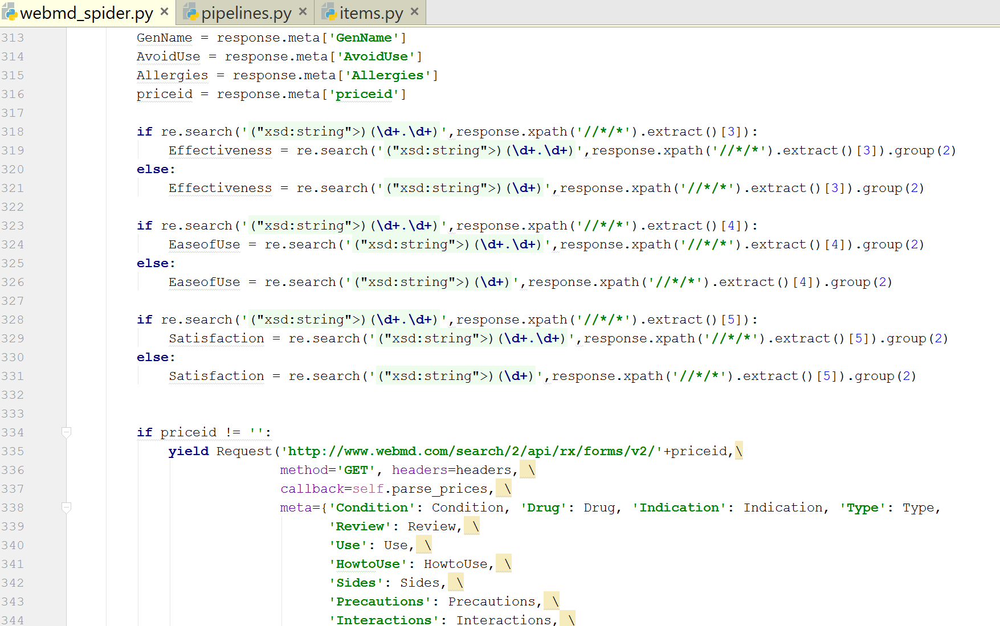 webmd_spider.py × pipelines.py × items.py ×
313 GenName = response.meta['GenName']
314 AvoidUse = response.meta['AvoidUse']
315 Allergies = response.meta['Allergies']
316 priceid = response.meta['priceid']
317
318 if re.search('("xsd:string">)(\d+.\d+)',response.xpath('//*/*').extract()[3]):
319     Effectiveness = re.search('("xsd:string">)(\d+.\d+)',response.xpath('//*/*').extract()[3]).group(2)
320 else:
321     Effectiveness = re.search('("xsd:string">)(\d+)',response.xpath('//*/*').extract()[3]).group(2)
322
323 if re.search('("xsd:string">)(\d+.\d+)',response.xpath('//*/*').extract()[4]):
324     EaseofUse = re.search('("xsd:string">)(\d+.\d+)',response.xpath('//*/*').extract()[4]).group(2)
325 else:
326     EaseofUse = re.search('("xsd:string">)(\d+)',response.xpath('//*/*').extract()[4]).group(2)
327
328 if re.search('("xsd:string">)(\d+.\d+)',response.xpath('//*/*').extract()[5]):
329     Satisfaction = re.search('("xsd:string">)(\d+.\d+)',response.xpath('//*/*').extract()[5]).group(2)
330 else:
331     Satisfaction = re.search('("xsd:string">)(\d+)',response.xpath('//*/*').extract()[5]).group(2)
332
333
334 if priceid != '':
335     yield Request('http://www.webmd.com/search/2/api/rx/forms/v2/'+priceid,\
336                   method='GET', headers=headers, \
337                   callback=self.parse_prices, \
338                   meta={'Condition': Condition, 'Drug': Drug, 'Indication': Indication, 'Type': Type,
339                         'Review': Review, \
340                         'Use': Use, \
341                         'HowtoUse': HowtoUse, \
342                         'Sides': Sides, \
343                         'Precautions': Precautions, \
344                         'Interactions': Interactions, \